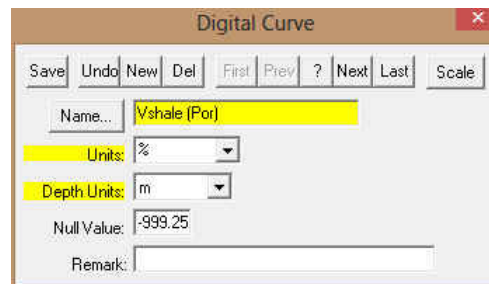 Digital Curve
Save Undo New Del First Prev ? Next Last Scale
Name... Vshale (Por)
Units: %
Depth Units: m
Null Value: -999.25
Remark: